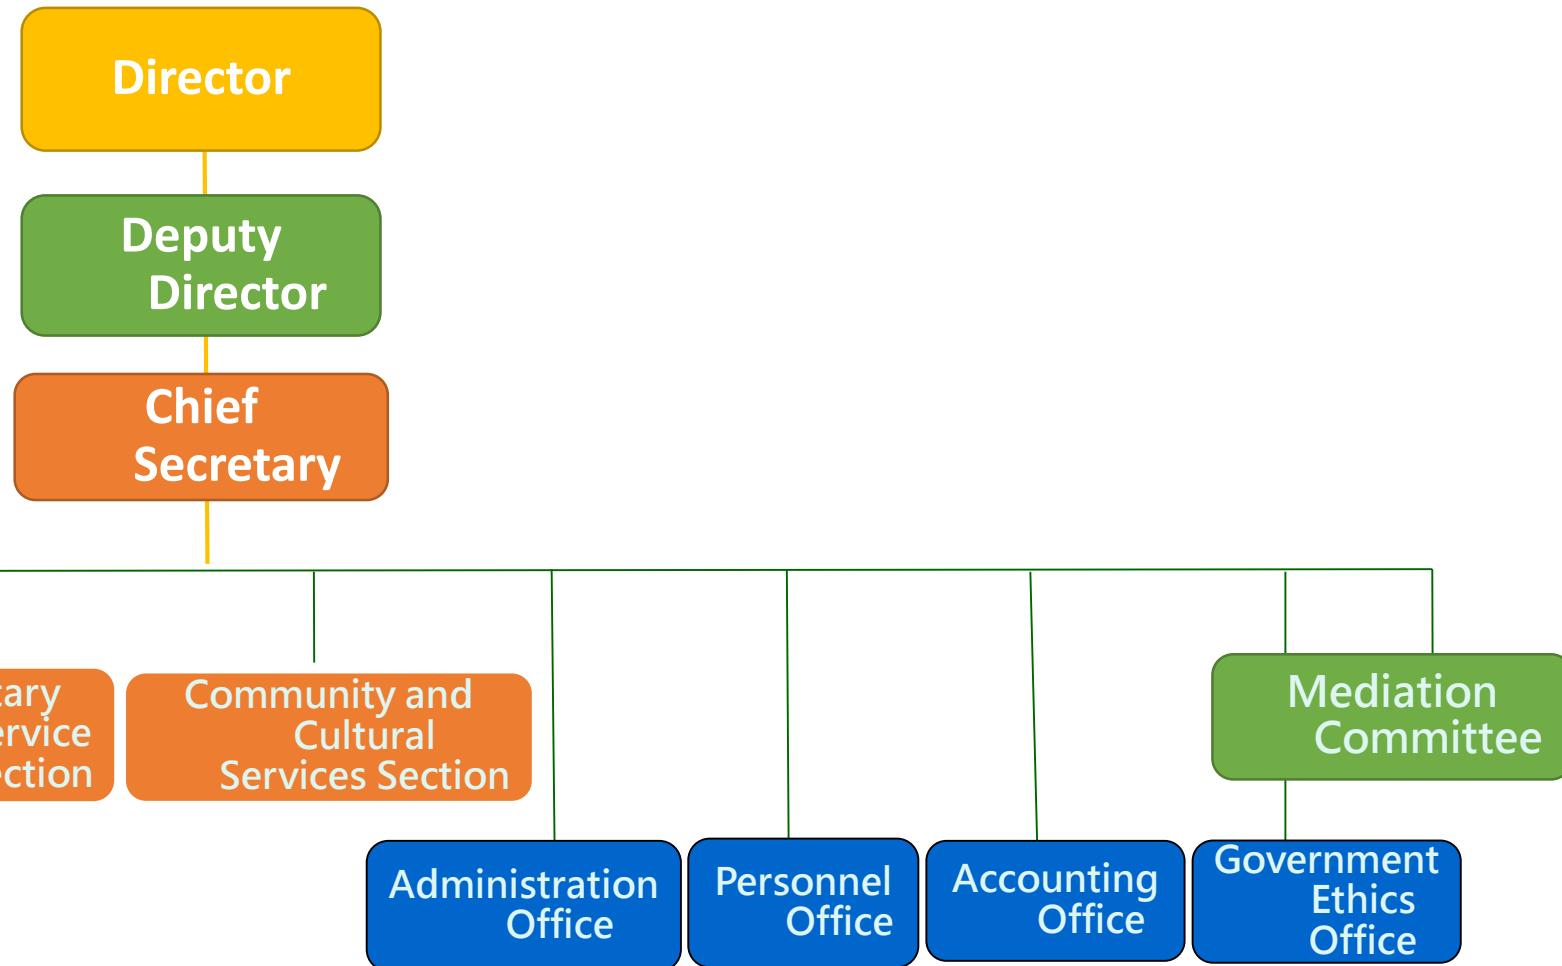 Director
Deputy
Director
Chief
Secretary
Community and
Cultural
Services Section
Mediation
Committee
Administration
Office
Personnel
Office
Accounting
Office
Government
Ethics
Office